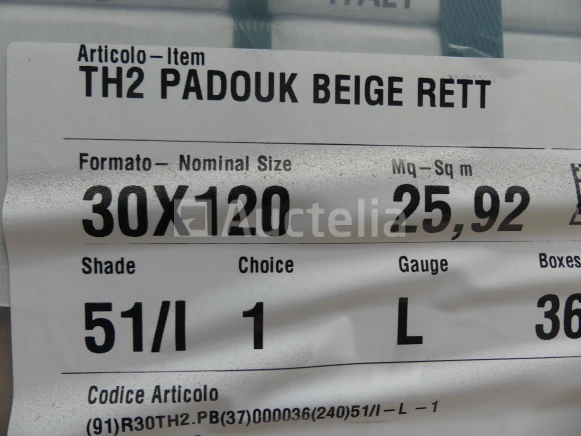 ITALY
Articolo–Item
TH2 PADOUK BEIGE RETT
Formato– Nominal Size Mq–Sq m
30X120 25,92
Auctelia
Shade Choice Gauge Boxes
51/I 1 L 36
Codice Articolo
(91)R30TH2.PB(37)000036(240)51/I–L –1